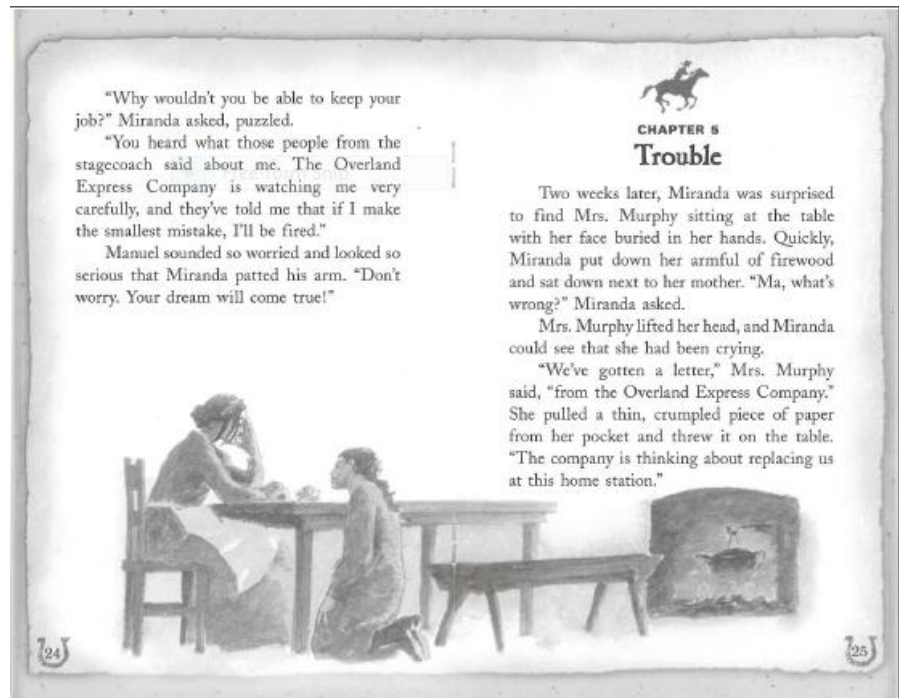 "Why wouldn't you be able to keep your
job?" Miranda asked, puzzled.
"You heard what those people from the
stagecoach said about me. The Overland
Express Company is watching me very
carefully, and they've told me that if I make
the smallest mistake, I'll be fired."
Manuel sounded so worried and looked so
serious that Miranda patted his arm. "Don't
worry. Your dream will come true!"
24
CHAPTER 5
Trouble
Two weeks later, Miranda was surprised
to find Mrs. Murphy sitting at the table
with her face buried in her hands. Quickly,
Miranda put down her armful of firewood
and sat down next to her mother. "Ma, what's
wrong?" Miranda asked.
Mrs. Murphy lifted her head, and Miranda
could see that she had been crying.
"We've gotten a letter," Mrs. Murphy
said, "from the Overland Express Company."
She pulled a thin, crumpled piece of paper
from her pocket and threw it on the table.
"The company is thinking about replacing us
at this home station."
25